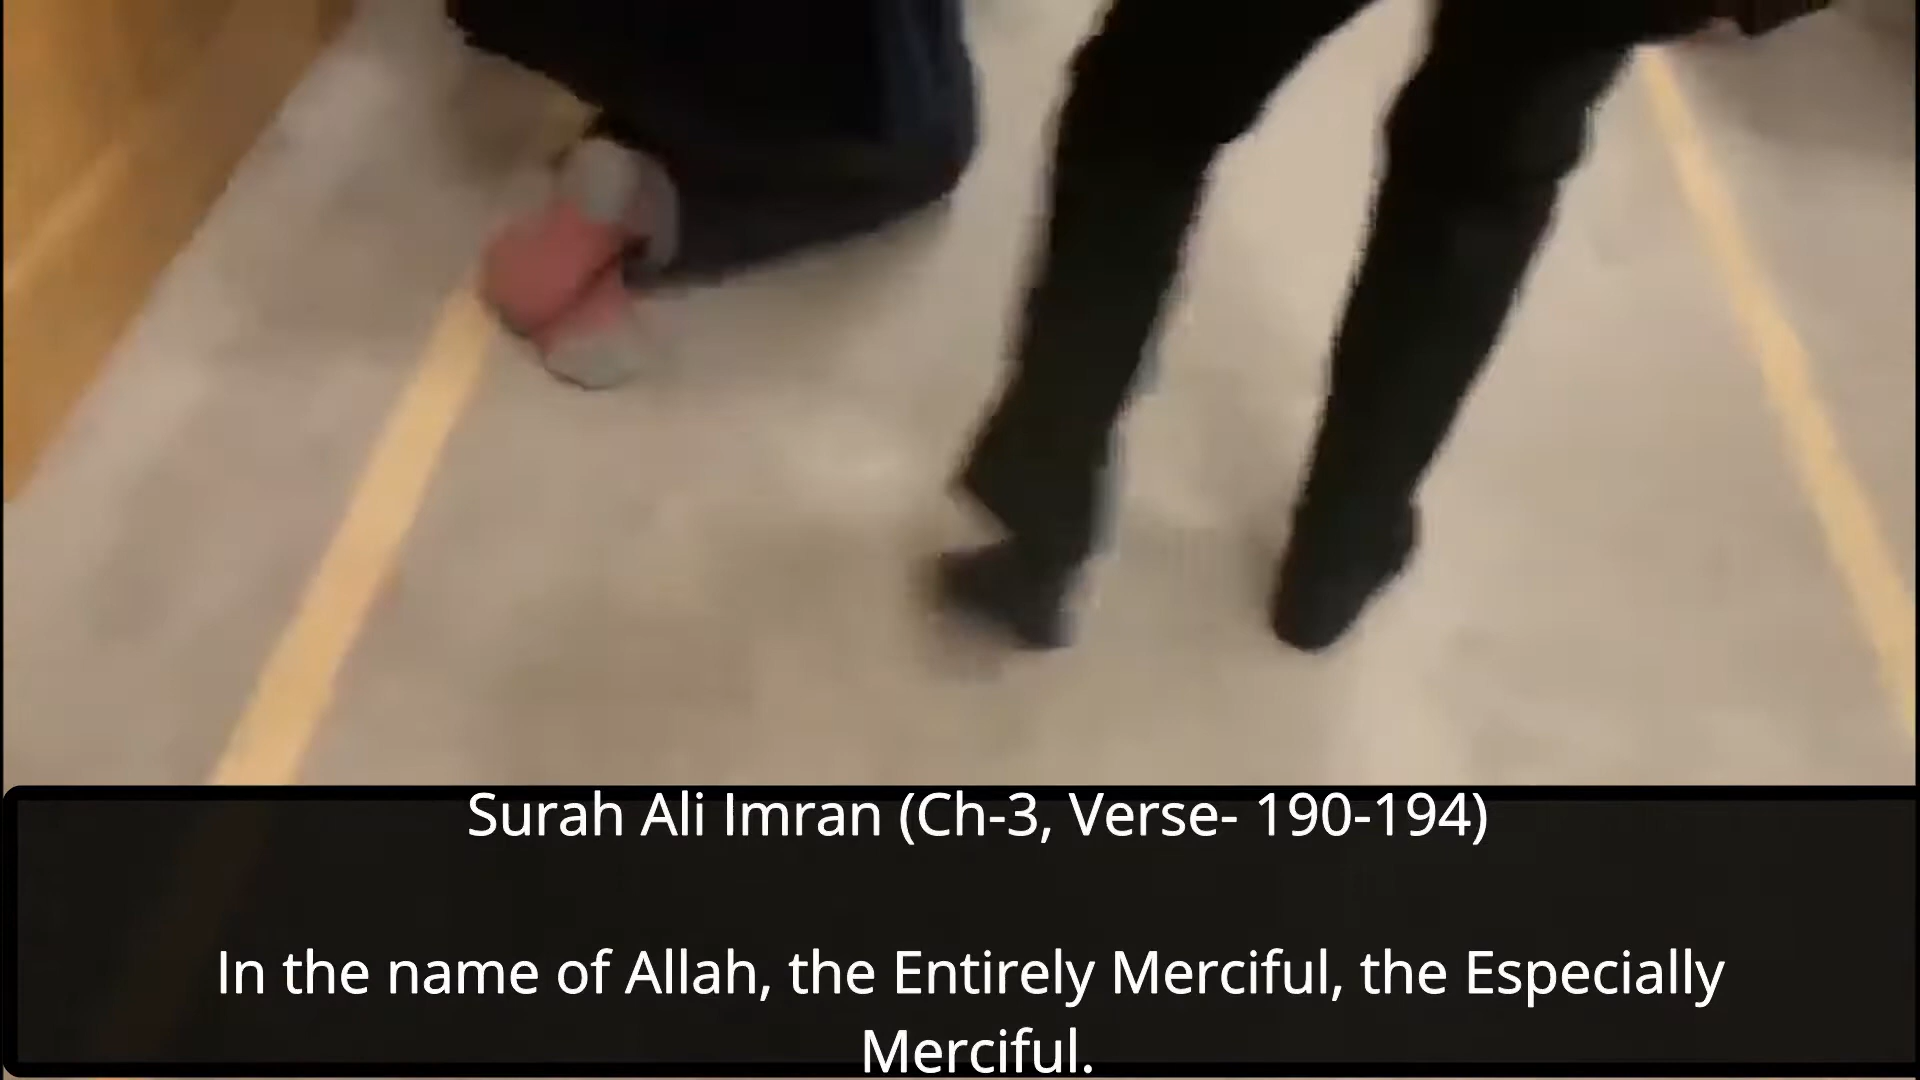 Surah Ali Imran (Ch-3, Verse- 190-194)
In the name of Allah, the Entirely Merciful, the Especially
Merciful.